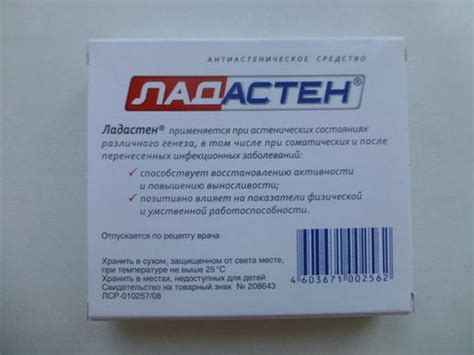 АНТИАСТЕНИЧЕСКОЕ СРЕДСТВО
ЛАДАСТЕН®
Ладастен® применяется при астенических состояниях
различного генеза, в том числе при соматических и после
перенесенных инфекционных заболеваний:
✓ способствует восстановлению активности
и повышению выносливости;
✓ позитивно влияет на показатели физической
и умственной работоспособности.
Отпускается по рецепту врача
Хранить в сухом, защищенном от света месте,
при температуре не выше 25°С
Хранить в местах, недоступных для детей
Свидетельство на товарный знак № 208643
ЛСР-010257/08
4 603671 002562